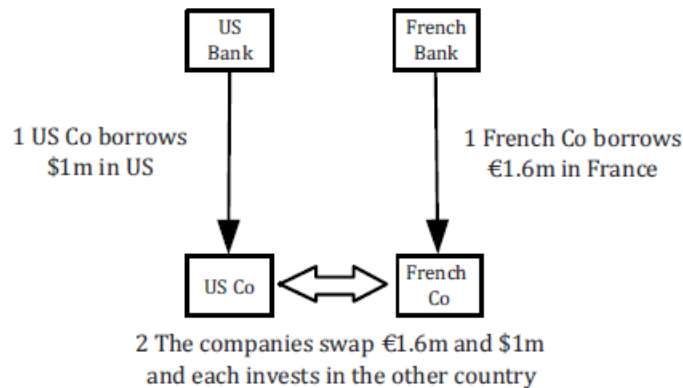 US
Bank
French
Bank
1 US Co borrows
$1m in US
1 French Co borrows
€1.6m in France
US Co
French
Co
2 The companies swap €1.6m and $1m
and each invests in the other country